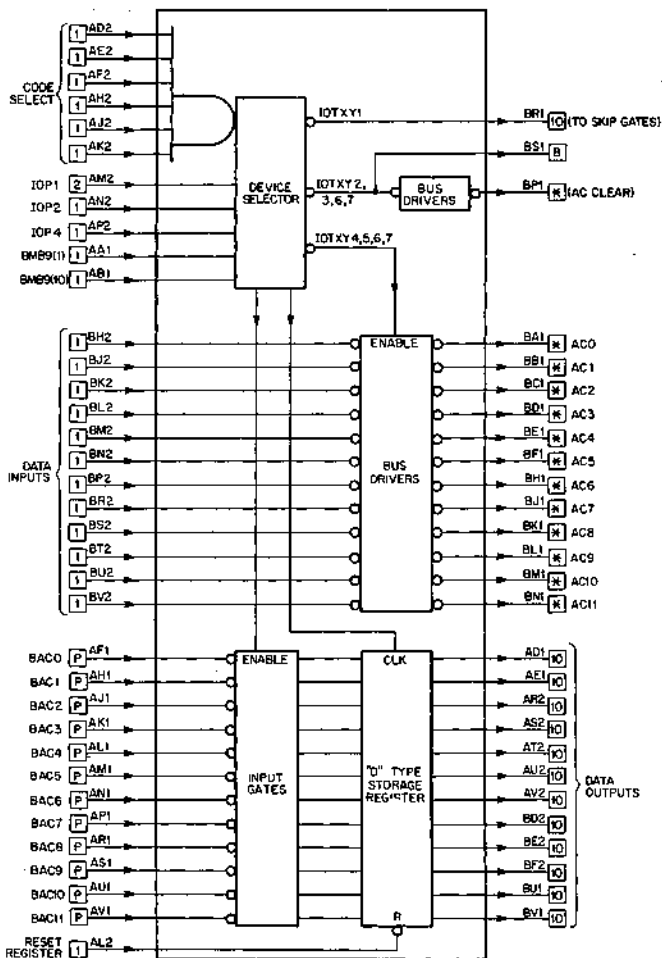 CODE SELECT
1 AD2
1 AE2
1 AF2
1 AH2
1 AJ2
1 AK2
IOP1 2 AM2
IOP2 1 AN2
IOP4 1 AP2
BMB9(1) 1 AA1
BMB9(10) 1 AB1
DEVICE SELECTOR
IOTXY1
BR1 10 (TO SKIP GATES)
BS1 8
IOTXY2, 3,6,7
BUS DRIVERS
BP1 * (AC CLEAR)
IOTXY4,5,6,7
DATA INPUTS
1 BH2
1 BJ2
1 BK2
1 BL2
1 BM2
1 BN2
1 BP2
1 BR2
1 BS2
1 BT2
1 BU2
1 BV2
ENABLE
BUS DRIVERS
BA1 * AC0
BB1 * AC1
BC1 * AC2
BD1 * AC3
BE1 * AC4
BF1 * AC5
BH1 * AC6
BJ1 * AC7
BK1 * AC8
BL1 * AC9
BM1 * AC10
BN1 * AC11
BAC0 P AF1
BAC1 P AH1
BAC2 P AJ1
BAC3 P AK1
BAC4 P AL1
BAC5 P AM1
BAC6 P AN1
BAC7 P AP1
BAC8 P AR1
BAC9 P AS1
BAC10 P AU1
BAC11 P AV1
RESET REGISTER 1 AL2
ENABLE
INPUT GATES
CLK
"D" TYPE STORAGE REGISTER
R
AD1 10
AE1 10
AR2 10
AS2 10
AT2 10
AU2 10
AV2 10
BD2 10
BE2 10
BF2 10
BU1 10
BV1 10
DATA OUTPUTS